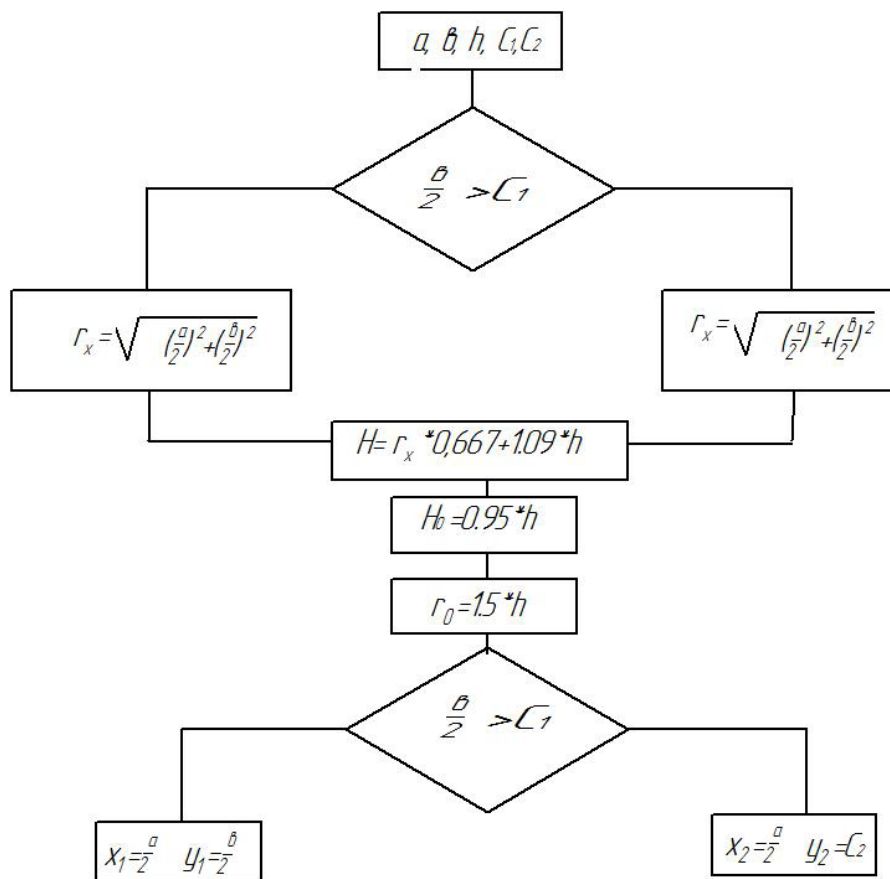 a, в, h, C₁,C₂
в/2 > C₁
rₓ = √(a/2)²+(в/2)²
rₓ = √(a/2)²+(в/2)²
H= rₓ *0,667+1.09*h
H₀=0.95*h
r₀=1.5*h
в/2 > C₁
x₁=a/2 y₁=в/2
x₂=a/2 y₂=C₂